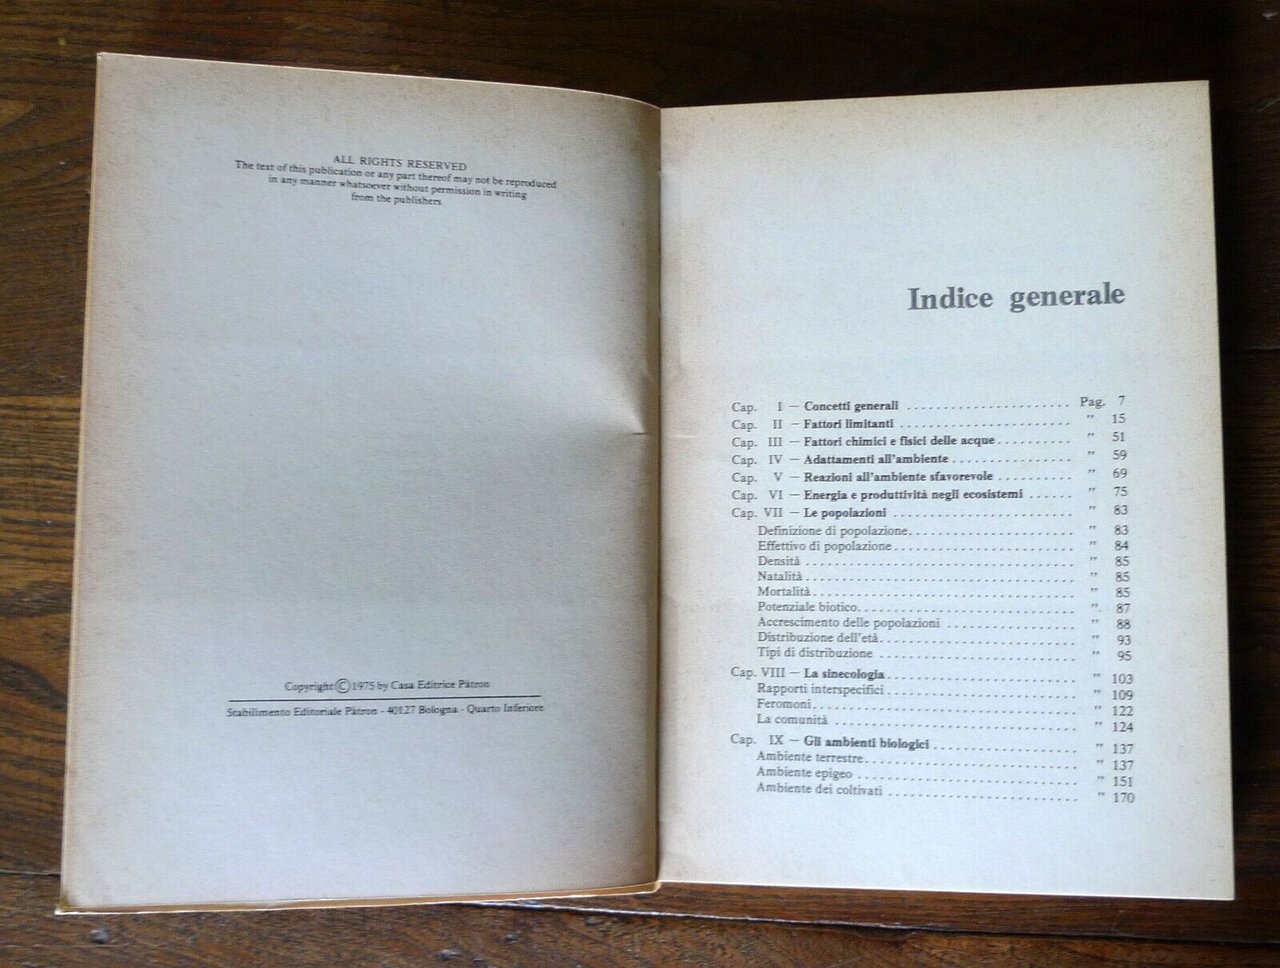 ALL RIGHTS RESERVED
The text of this publication or any part thereof may not be reproduced
in any manner whatsoever without permission in writing
from the publishers
Copyright © 1975 by Casa Editrice Pàtron
Stabilimento Editoriale Pàtron - 40127 Bologna - Quarto Inferiore
Indice generale
Cap. I — Concetti generali ...................... Pag. 7
Cap. II — Fattori limitanti ....................... " 15
Cap. III — Fattori chimici e fisici delle acque .......... " 51
Cap. IV — Adattamenti all'ambiente ................ " 59
Cap. V — Reazioni all'ambiente sfavorevole ........... " 69
Cap. VI — Energia e produttività negli ecosistemi ...... " 75
Cap. VII — Le popolazioni ........................ " 83
Definizione di popolazione ...................... " 83
Effettivo di popolazione ........................ " 84
Densità .................................... " 85
Natalità .................................... " 85
Mortalità ................................... " 85
Potenziale biotico ............................. ". 87
Accrescimento delle popolazioni ................. " 88
Distribuzione dell'età .......................... " 93
Tipi di distribuzione ........................... " 95
Cap. VIII — La sinecologia ......................... " 103
Rapporti interspecifici .......................... " 109
Feromoni ................................... " 122
La comunità ................................ " 124
Cap. IX — Gli ambienti biologici ................... " 137
Ambiente terrestre ............................ " 137
Ambiente epigeo ............................. " 151
Ambiente dei coltivati ......................... " 170